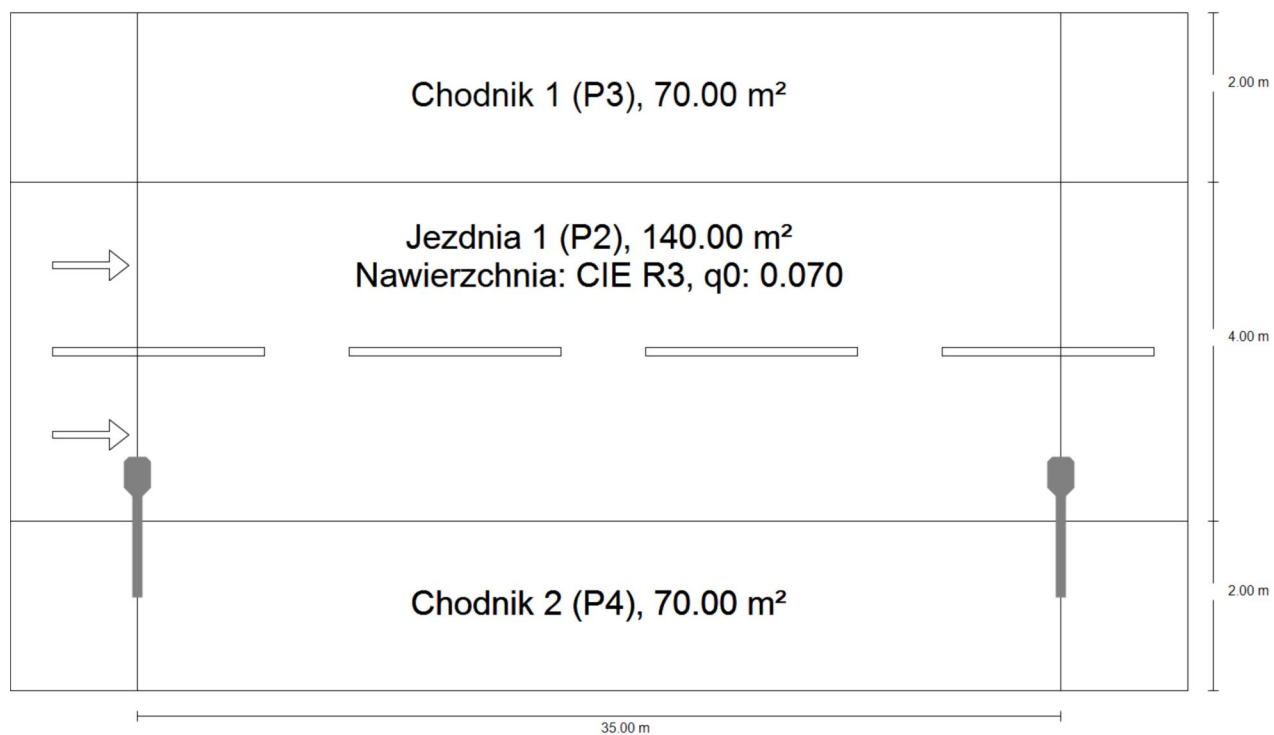 Chodnik 1 (P3), 70.00 m²
2.00 m
Jezdnia 1 (P2), 140.00 m²
Nawierzchnia: CIE R3, q0: 0.070
4.00 m
Chodnik 2 (P4), 70.00 m²
2.00 m
35.00 m